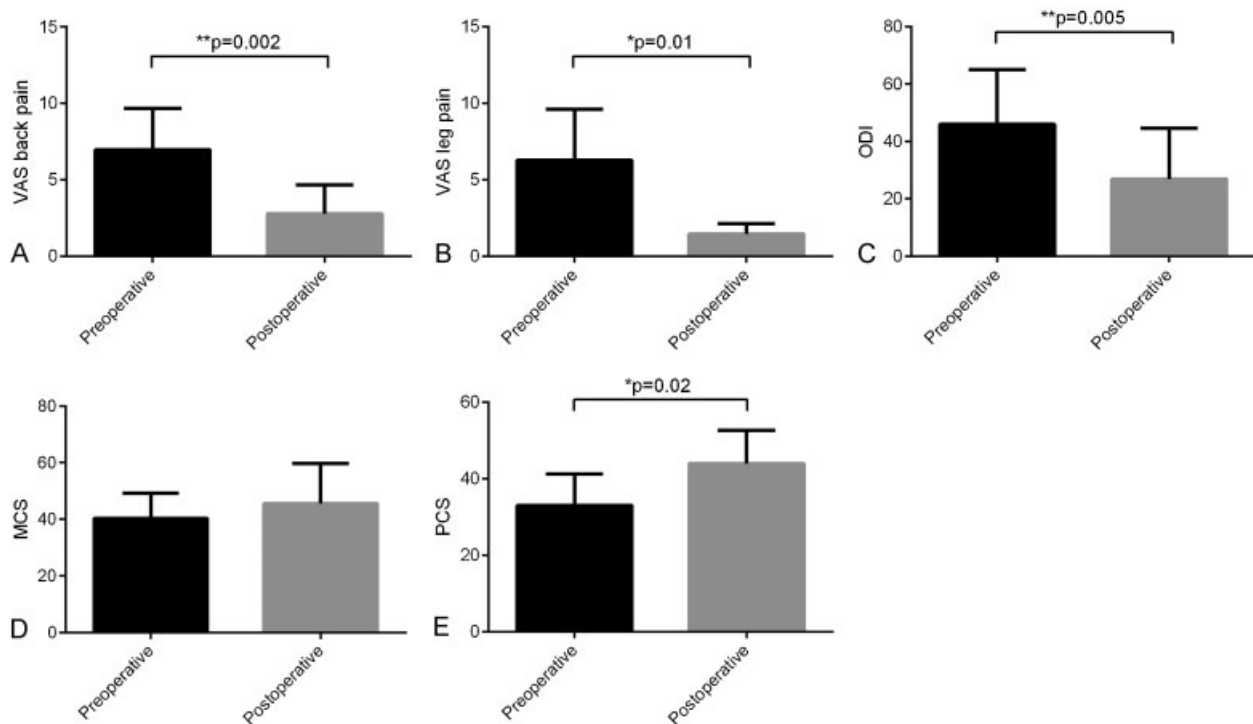 **p=0.002
15
10
5
0
VAS back pain
A
Preoperative
Postoperative
*p=0.01
15
10
5
0
VAS leg pain
B
Preoperative
Postoperative
**p=0.005
80
60
40
20
0
ODI
C
Preoperative
Postoperative
80
60
40
20
0
MCS
D
Preoperative
Postoperative
*p=0.02
60
40
20
0
PCS
E
Preoperative
Postoperative